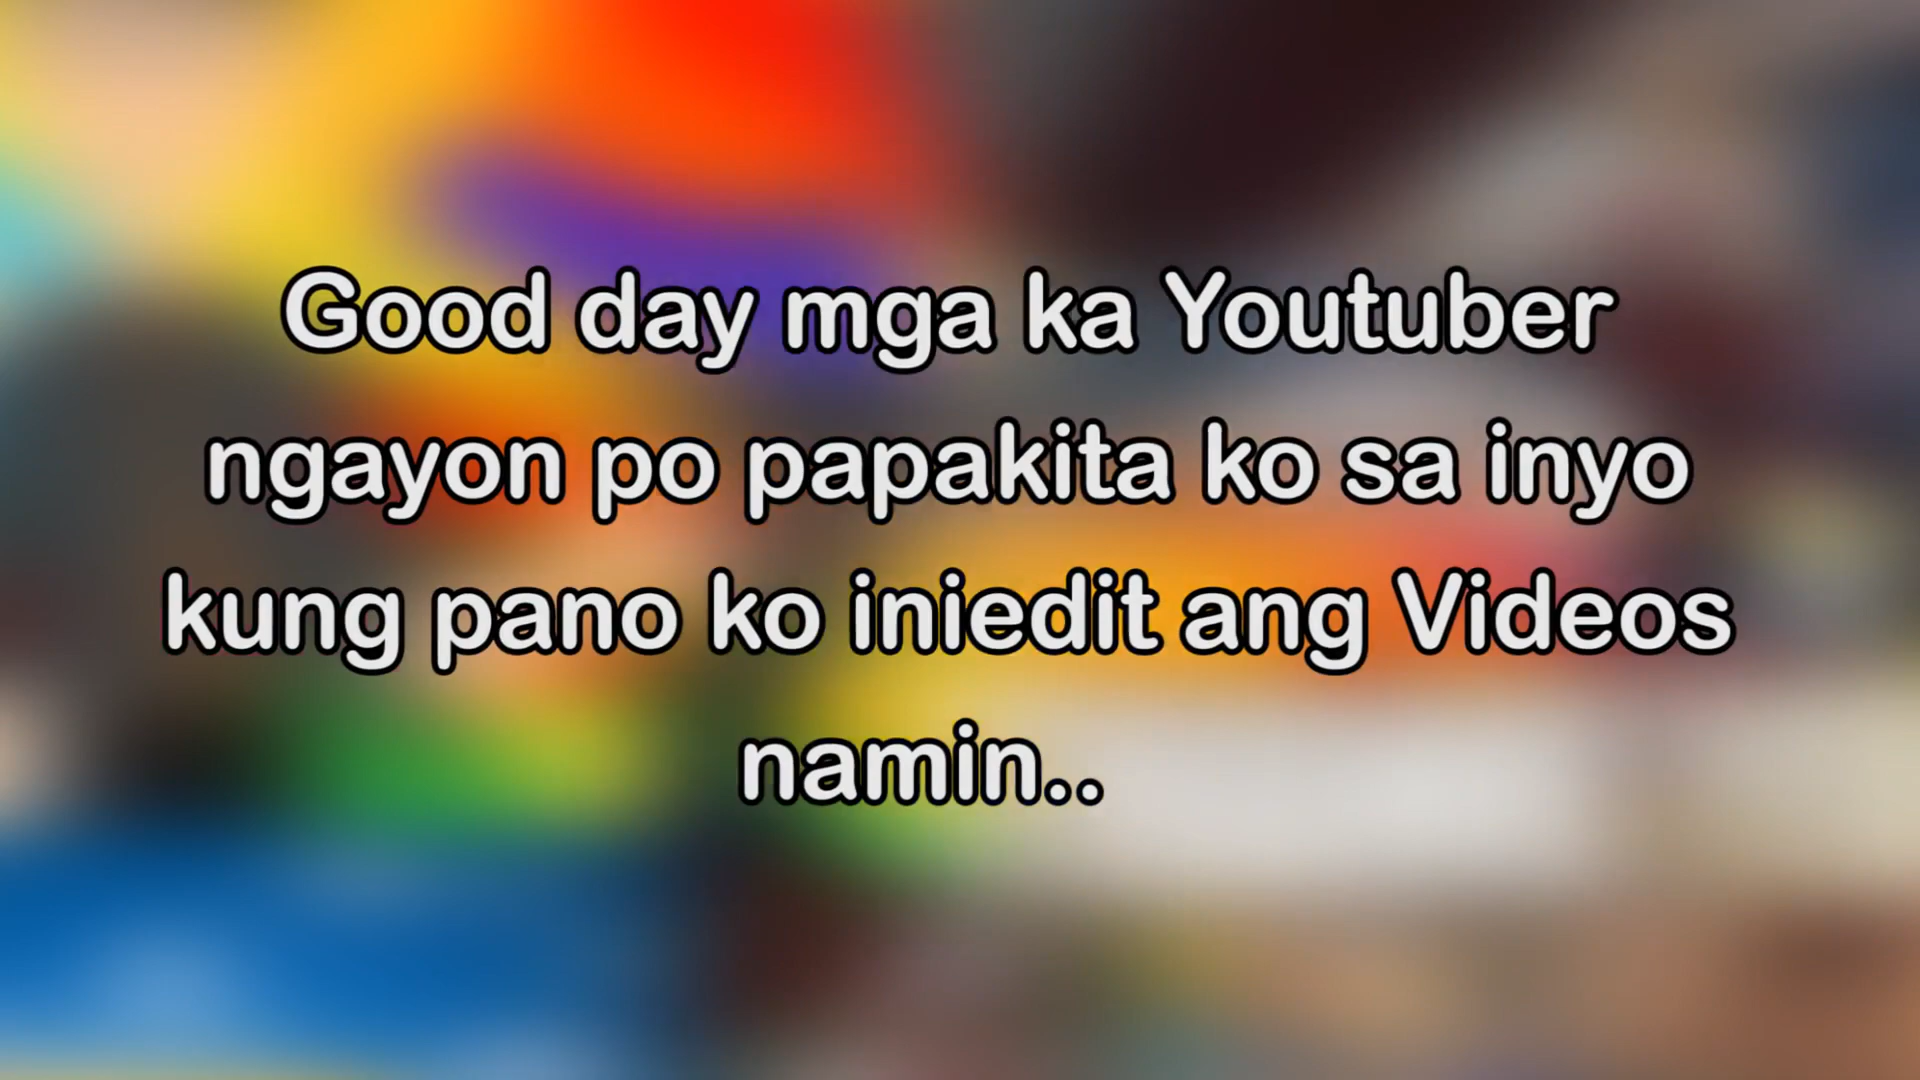 Good day mga ka Youtuber
ngayon po papakita ko sa inyo
kung pano ko iniedit ang Videos
namin..